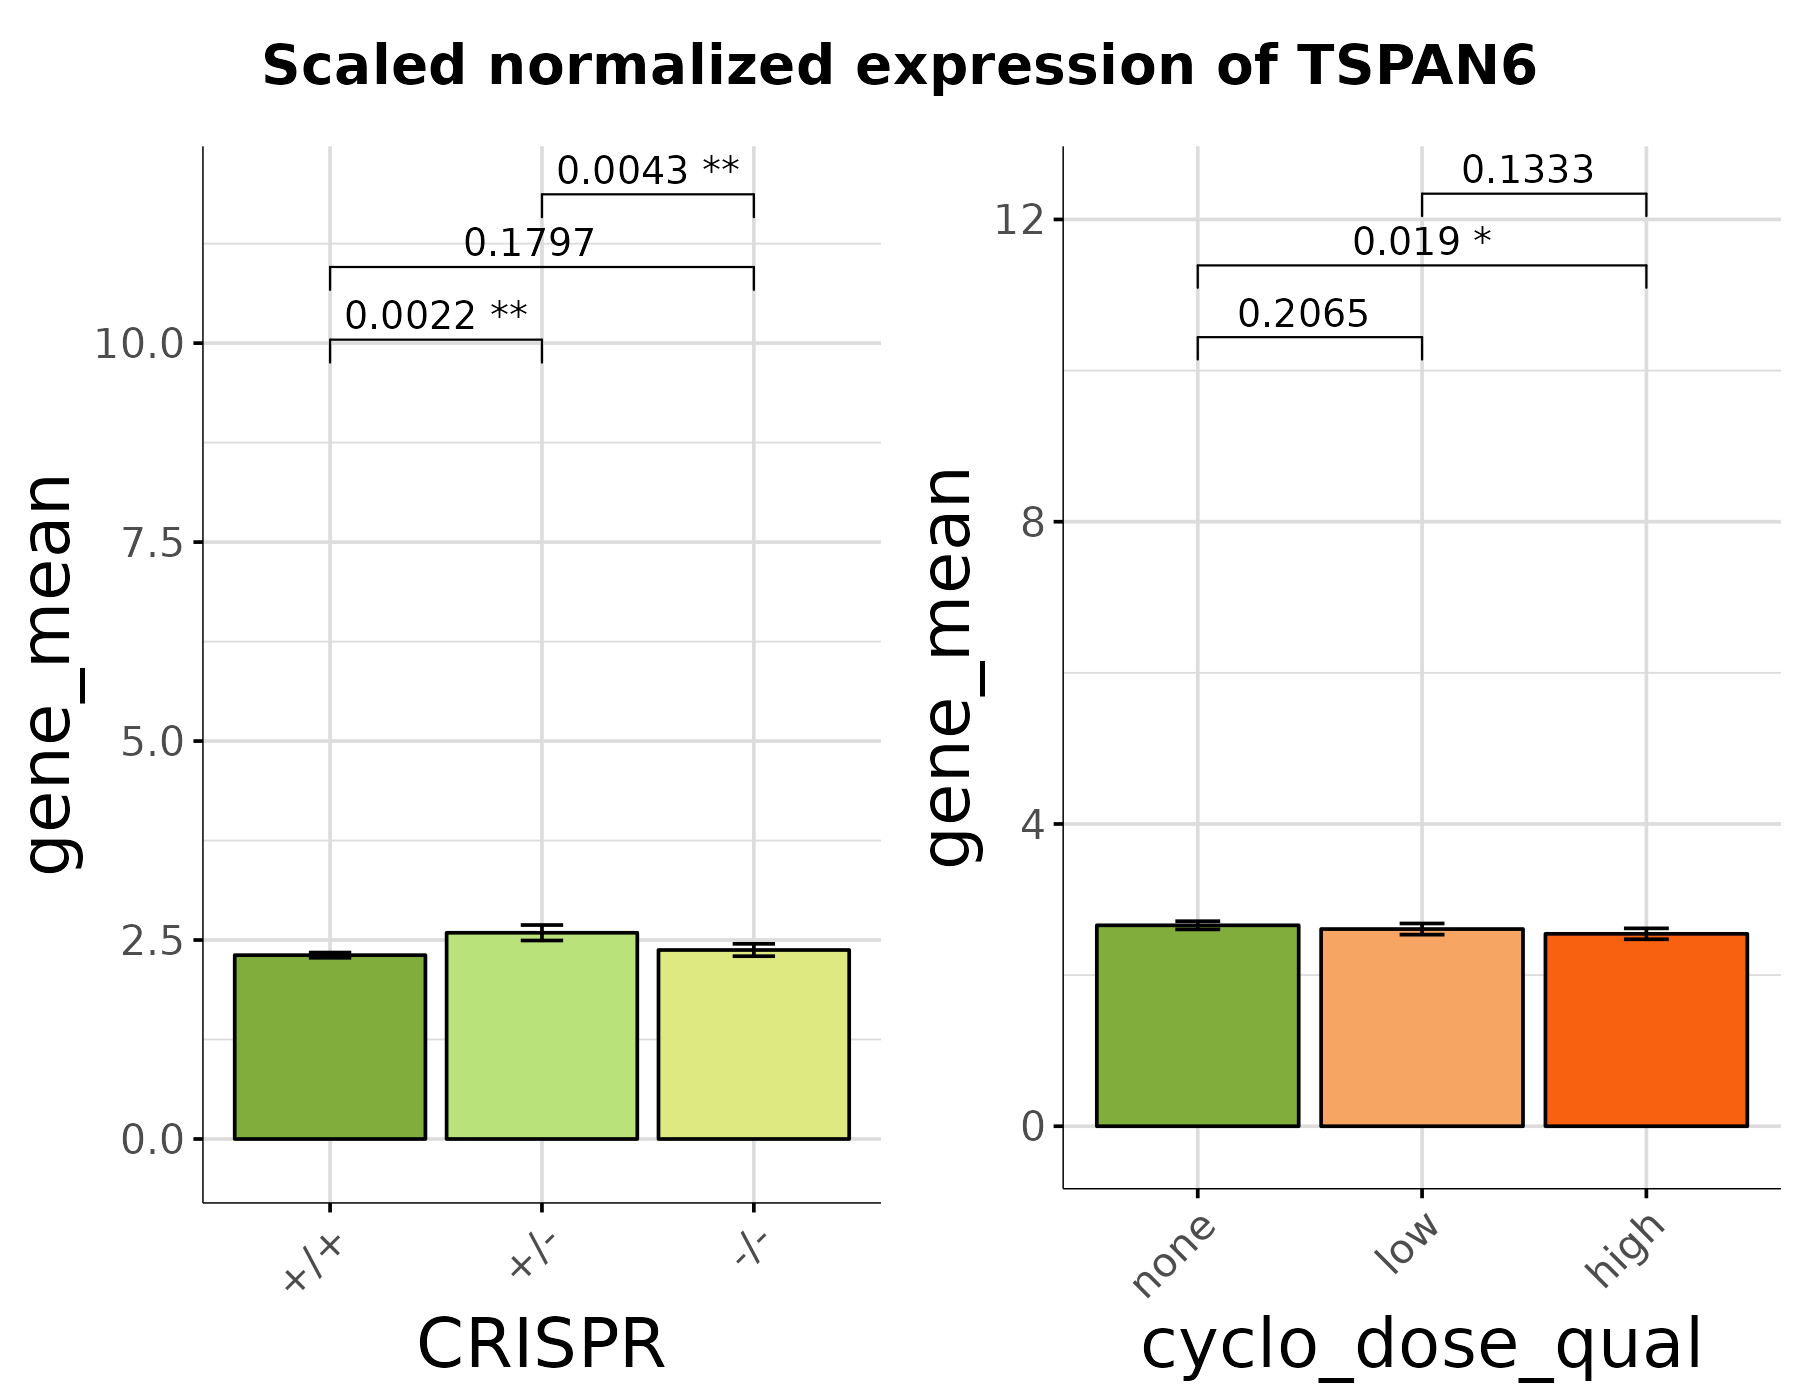 Scaled normalized expression of TSPAN6
gene_mean
0.0043 **
0.1797
0.0022 **
10.0
7.5
5.0
2.5
0.0
+/+
+/-
-/-
CRISPR
gene_mean
0.1333
0.019 *
0.2065
12
8
4
0
none
low
high
cyclo_dose_qual